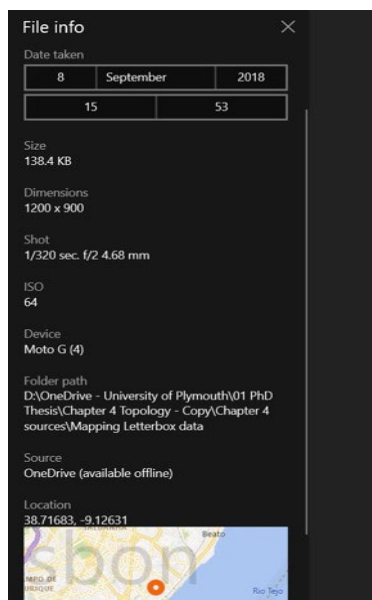 File info
Date taken
8 September 2018
15 53
Size
138.4 KB
Dimensions
1200 x 900
Shot
1/320 sec. f/2 4.68 mm
ISO
64
Device
Moto G (4)
Folder path
D:\OneDrive - University of Plymouth\01 PhD
Thesis\Chapter 4 Topology - Copy\Chapter 4
sources\Mapping Letterbox data
Source
OneDrive (available offline)
Location
38.71683, -9.12631
Beato
sbon
MPO DE
URIQUE
Rio Tejo